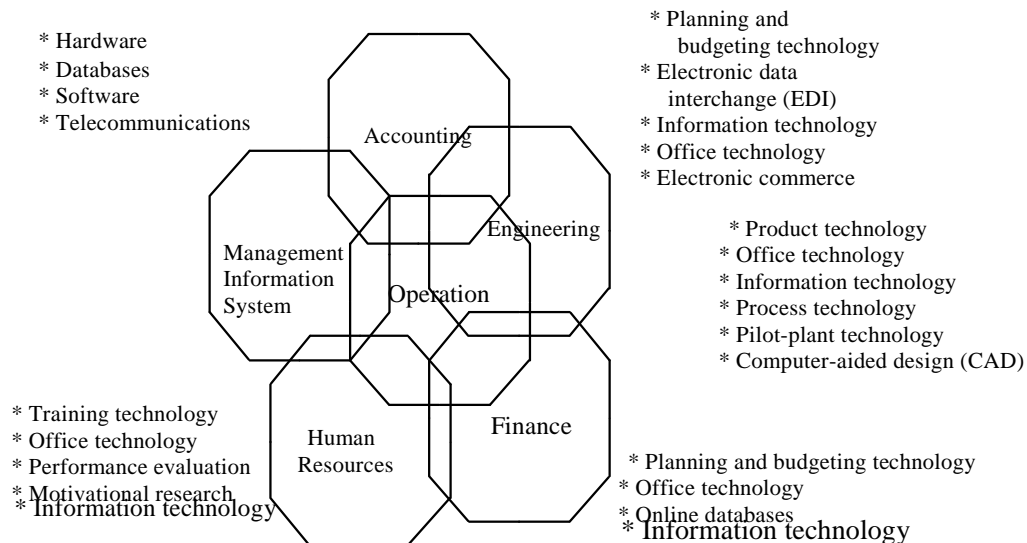 * Hardware
* Databases
* Software
* Telecommunications
* Planning and
budgeting technology
* Electronic data
interchange (EDI)
* Information technology
* Office technology
* Electronic commerce
Accounting
Engineering
Management
Information
System
Operation
* Product technology
* Office technology
* Information technology
* Process technology
* Pilot-plant technology
* Computer-aided design (CAD)
* Training technology
* Office technology
* Performance evaluation
* Motivational research
* Information technology
Human
Resources
Finance
* Planning and budgeting technology
* Office technology
* Online databases
* Information technology